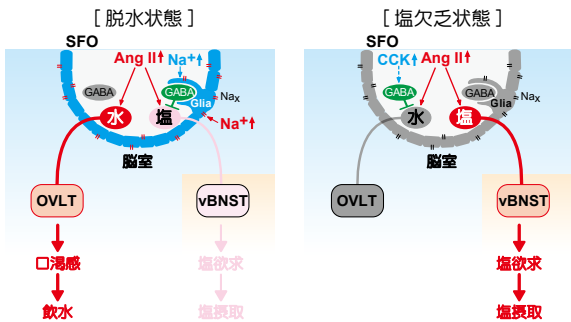 [ 脱水状態 ]
SFO
Ang II↑ Na⁺↑
GABA GABA Nax
Glia
水 塩 Na⁺↑
脳室
OVLT vBNST
口渇感 塩欲求
飲水 塩摂取
[ 塩欠乏状態 ]
SFO
CCK↑ Ang II↑
GABA GABA Nax
Glia
水 塩
脳室
OVLT vBNST
塩欲求
塩摂取